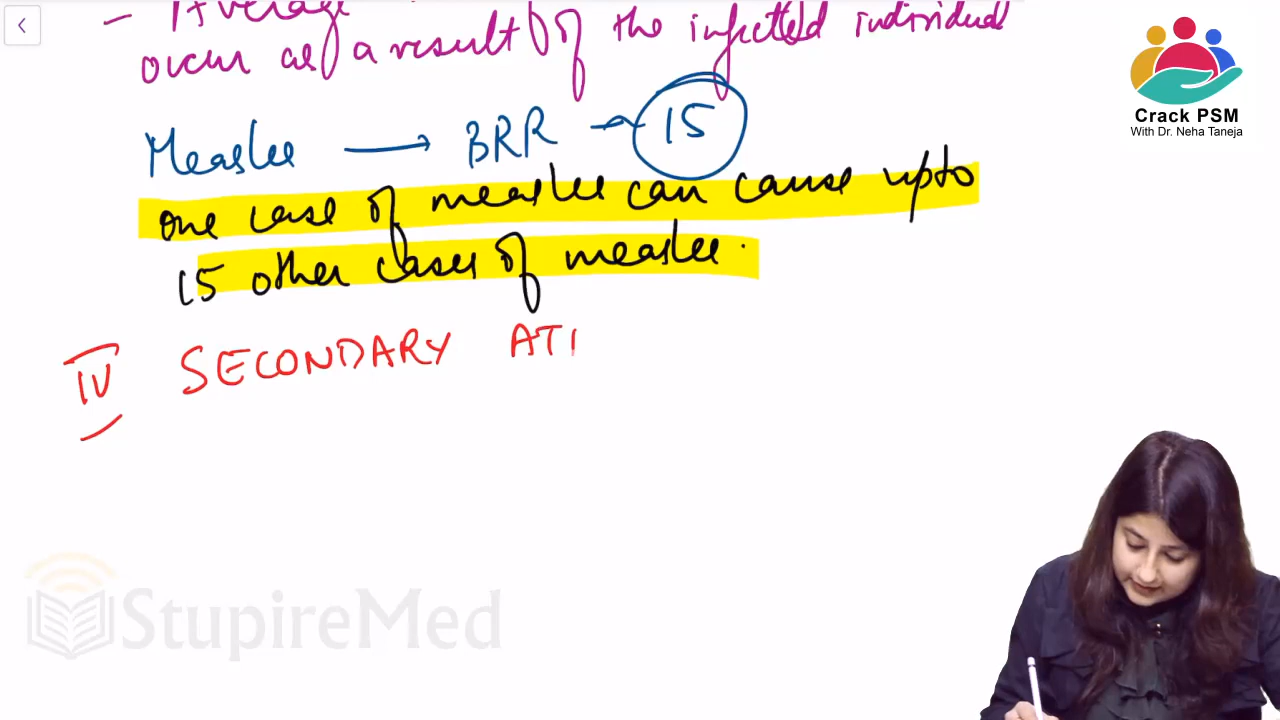 - Average
occur as a result of the infected individual
Measles → BRR → 15
one case of measles can cause upto
15 other cases of measles.
IV SECONDARY ATT
Crack PSM
With Dr. Neha Taneja
StupireMed